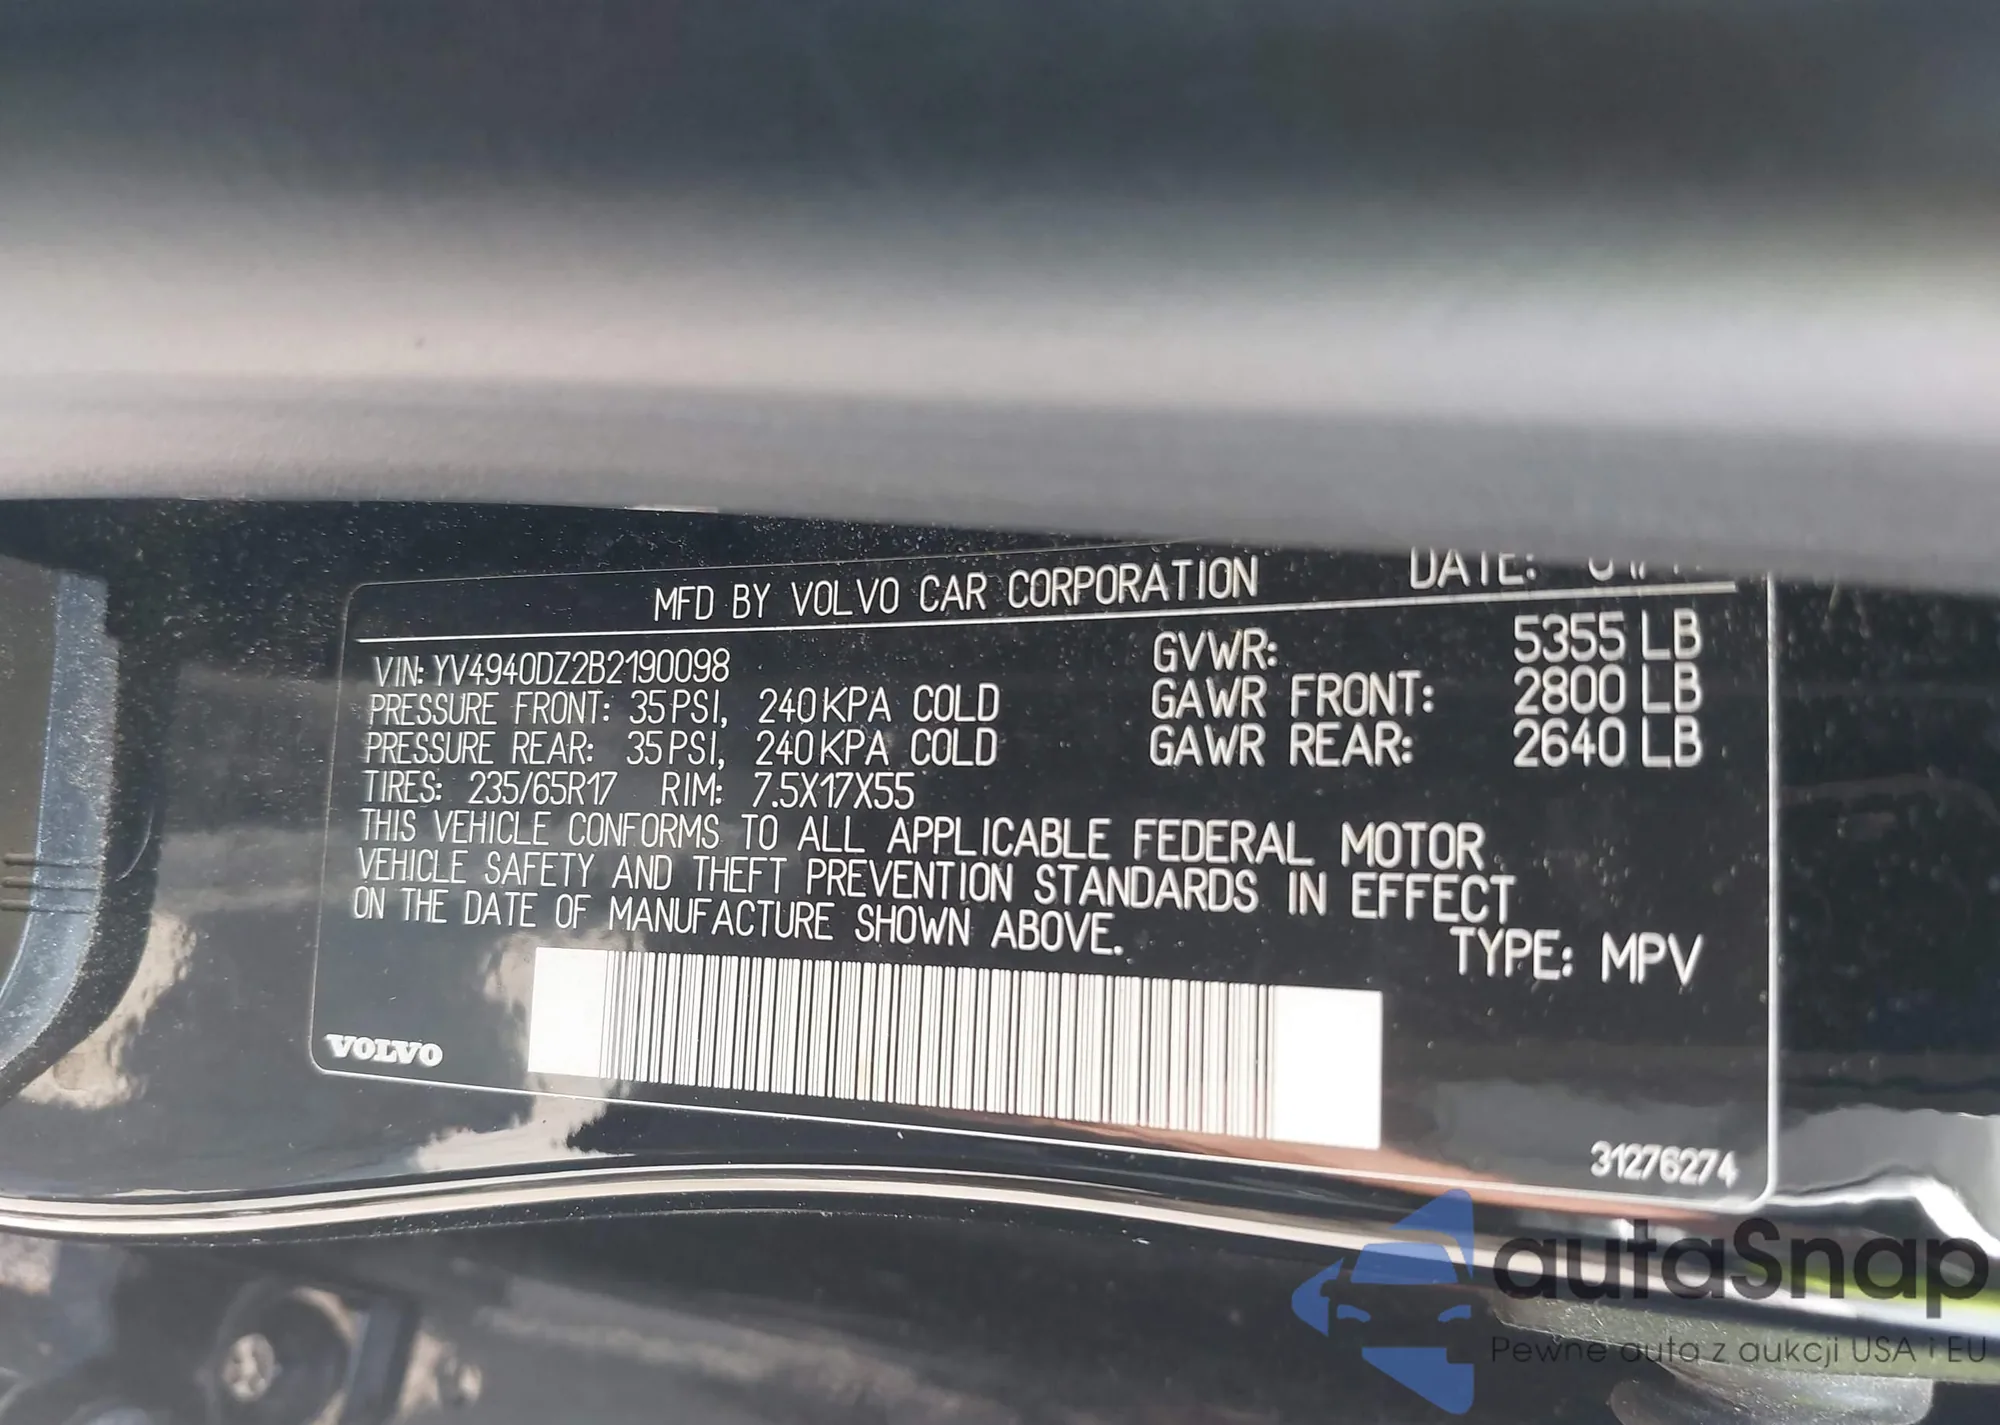 MFD BY VOLVO CAR CORPORATION DATE:
VIN: YV4940DZ2B2190098 GVWR: 5355 LB
PRESSURE FRONT: 35 PSI, 240 KPA COLD GAWR FRONT: 2800 LB
PRESSURE REAR: 35 PSI, 240 KPA COLD GAWR REAR: 2640 LB
TIRES: 235/65R17 RIM: 7.5X17X55
THIS VEHICLE CONFORMS TO ALL APPLICABLE FEDERAL MOTOR
VEHICLE SAFETY AND THEFT PREVENTION STANDARDS IN EFFECT
ON THE DATE OF MANUFACTURE SHOWN ABOVE.
TYPE: MPV
VOLVO
31276274
autaSnap
Pewne auta z aukcji USA i EU